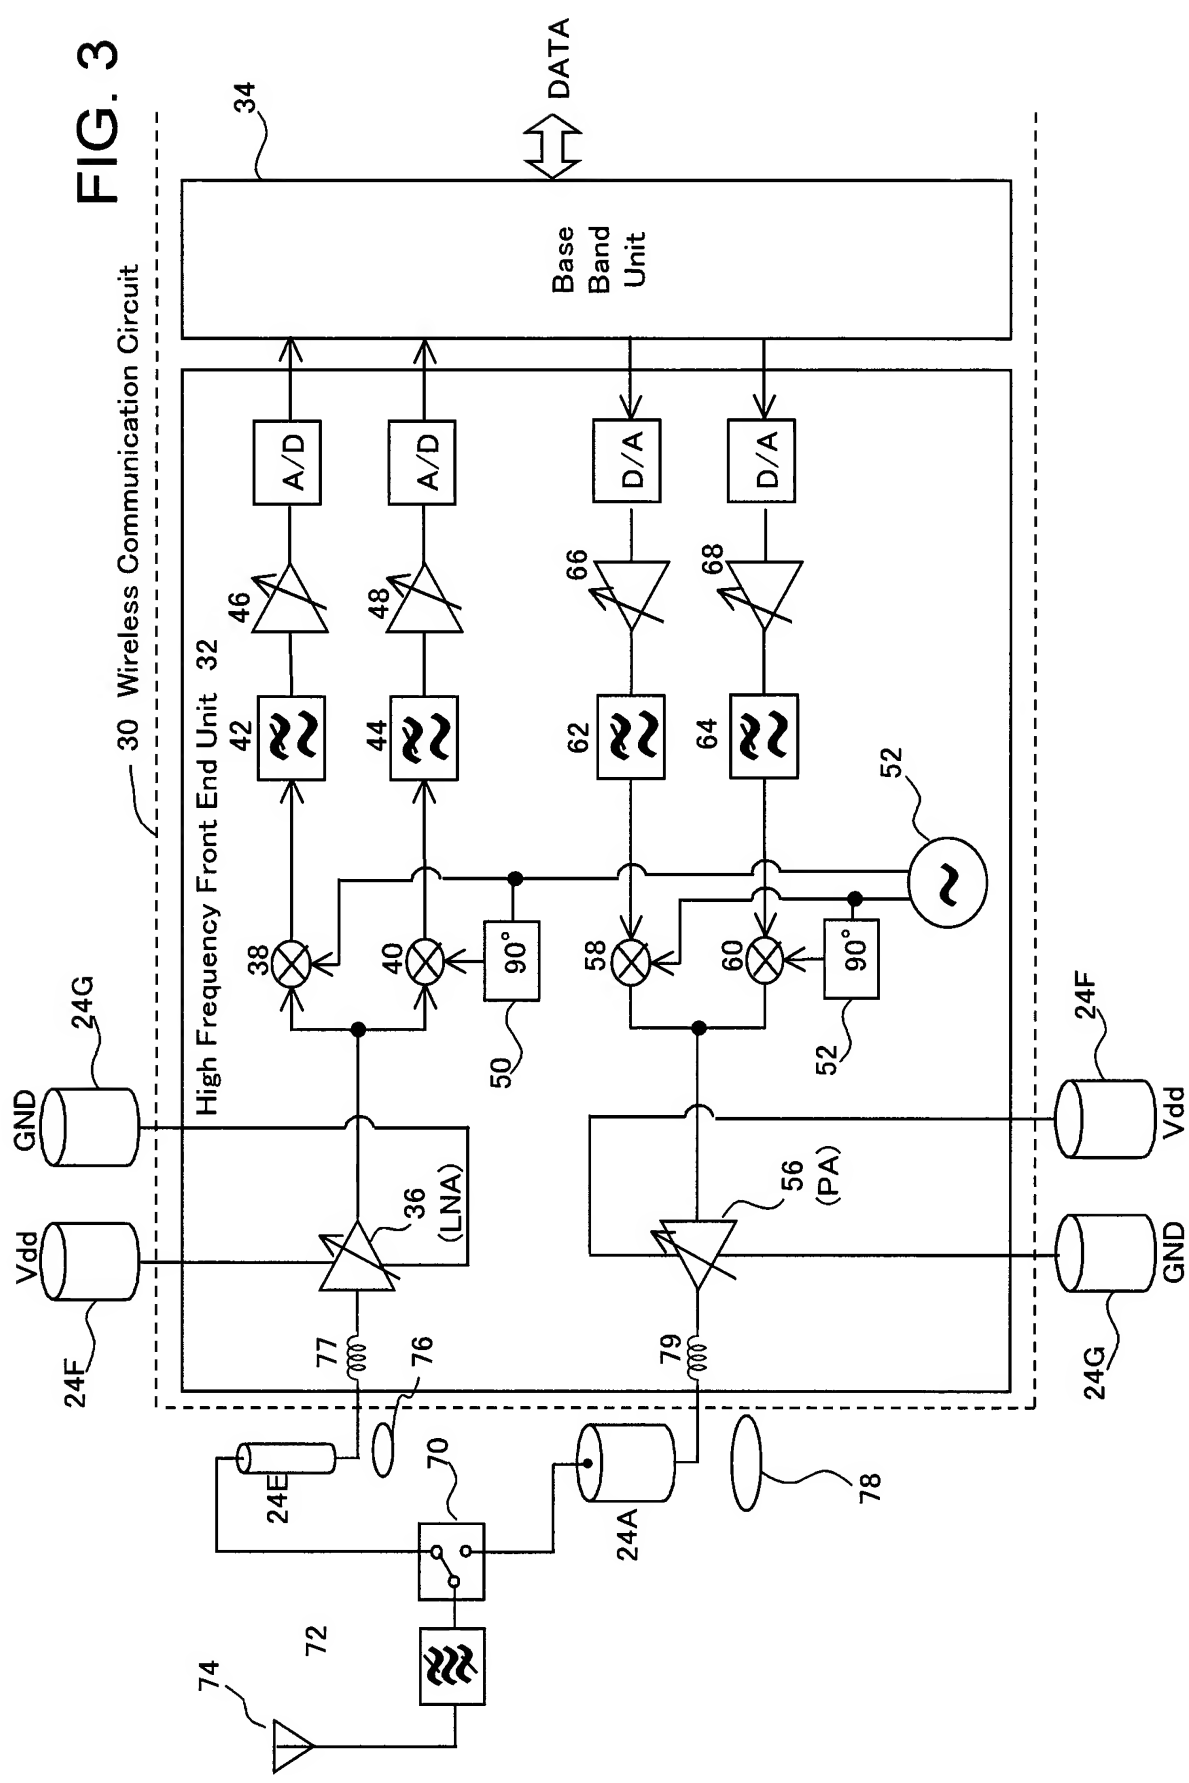 FIG. 3
30 Wireless Communication Circuit
34
High Frequency Front End Unit 32
Base
Band
Unit
DATA
24F
Vdd
24G
GND
74
72
70
24E
76
77
36
(LNA)
38
40
42
44
46
48
A/D
A/D
50
90°
24A
78
79
56
(PA)
58
60
62
64
66
68
D/A
D/A
52
90°
52
24G
GND
24F
Vdd